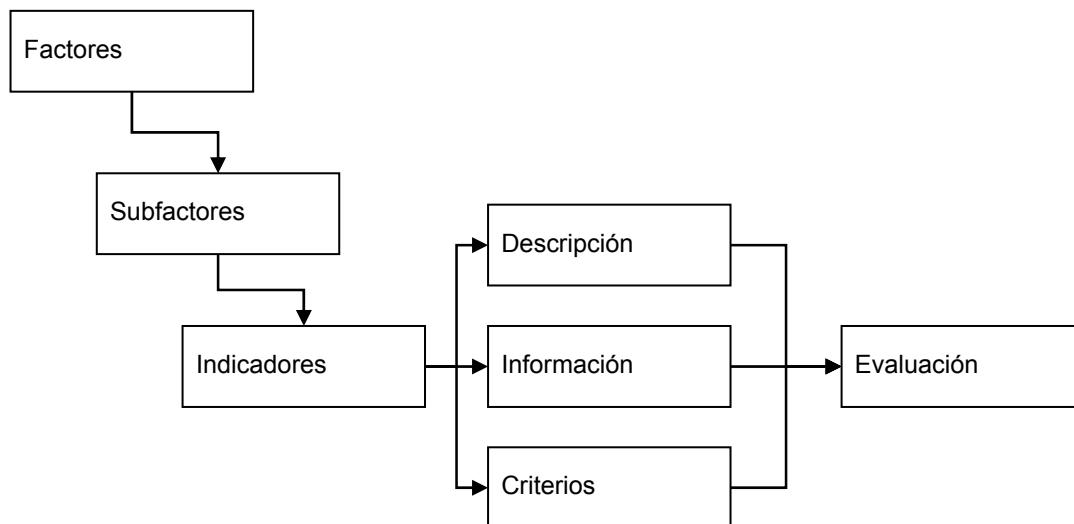 Factores
Subfactores
Descripción
Indicadores
Información
Evaluación
Criterios